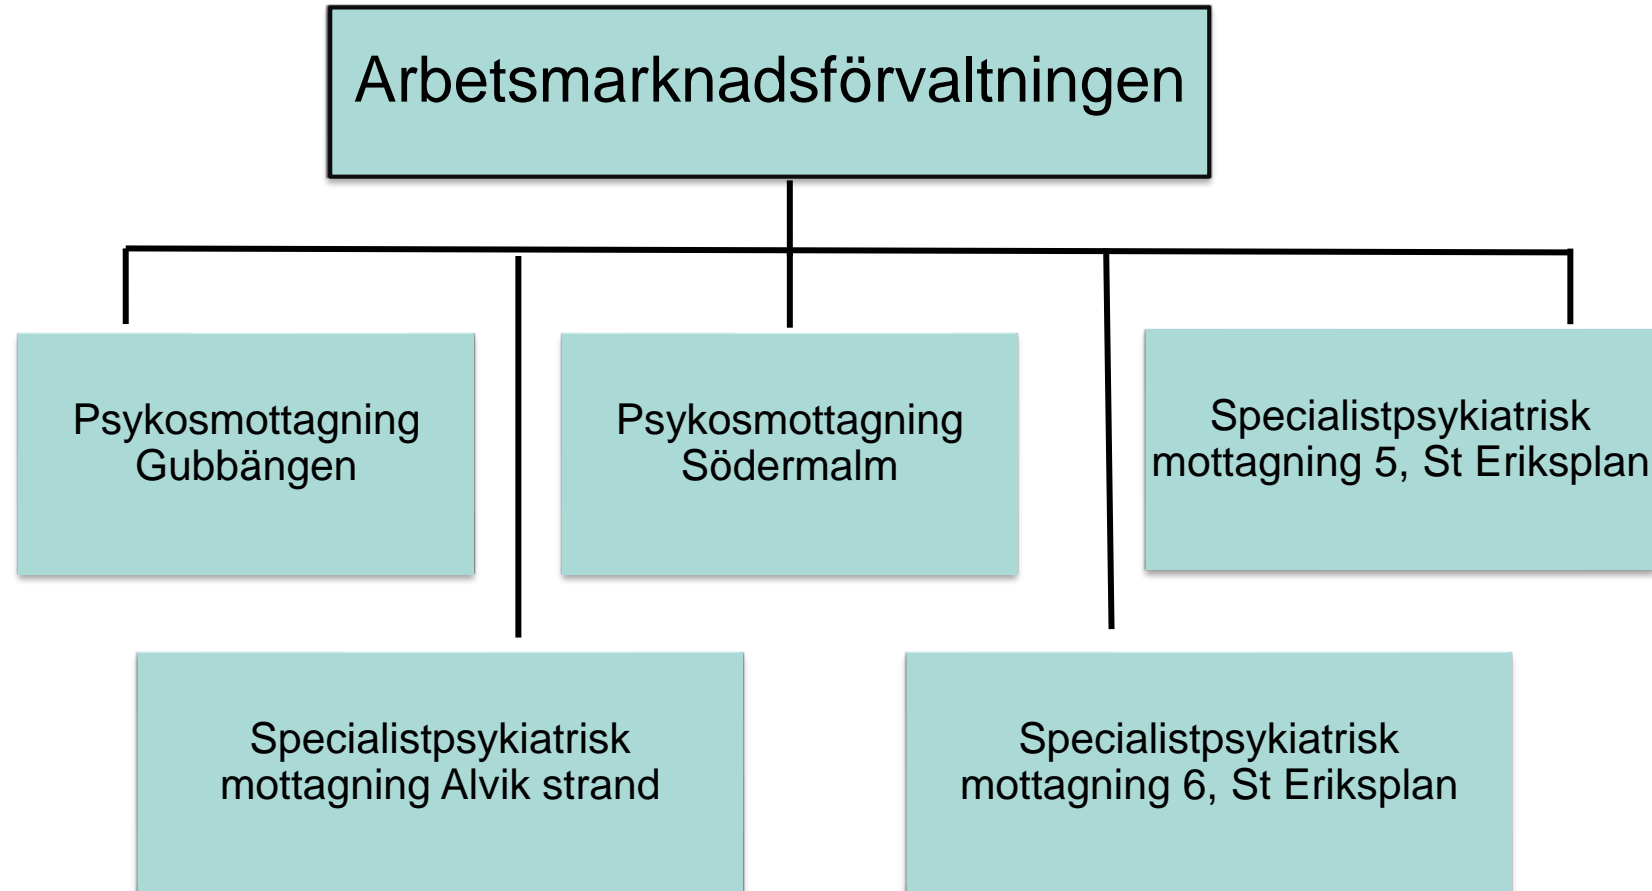 Arbetsmarknadsförvaltningen
Psykosmottagning
Gubbängen
Psykosmottagning
Södermalm
Specialistpsykiatrisk
mottagning 5, St Eriksplan
Specialistpsykiatrisk
mottagning Alvik strand
Specialistpsykiatrisk
mottagning 6, St Eriksplan